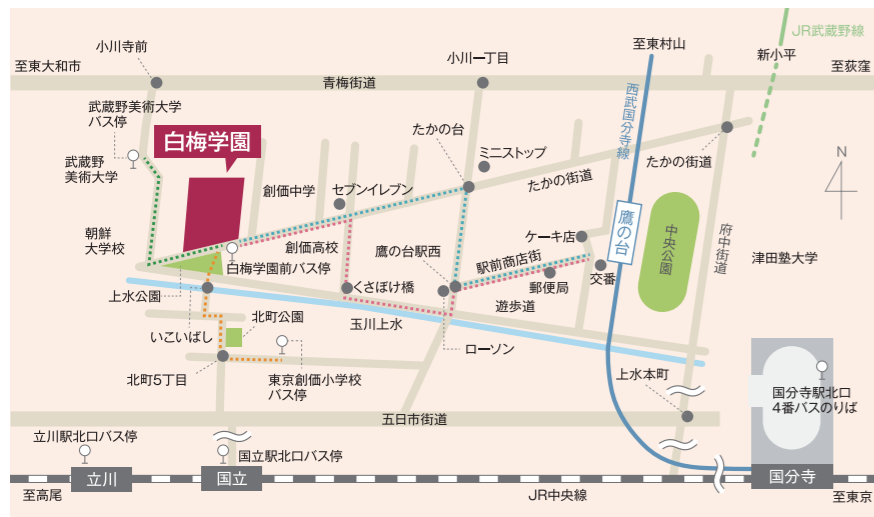 JR武蔵野線
小川寺前
小川一丁目
至東村山
新小平
至東大和市
至荻窪
青梅街道
武蔵野美術大学
バス停
西武国分寺線
白梅学園
たかの台
ミニストップ
たかの街道
武蔵野
美術大学
たかの街道
N
創価中学
セブンイレブン
朝鮮
大学校
創価高校
鷹の台駅西
ケーキ店
駅前商店街
鷹の台
中央公園
府中街道
津田塾大学
白梅学園前バス停
くさぼけ橋
郵便局
交番
上水公園
遊歩道
北町公園
玉川上水
いこいばし
ローソン
北町5丁目
東京創価小学校
バス停
上水本町
国分寺駅北口
4番バスのりば
五日市街道
立川駅北口バス停
国立駅北口バス停
立川
国立
国分寺
至高尾
JR中央線
至東京